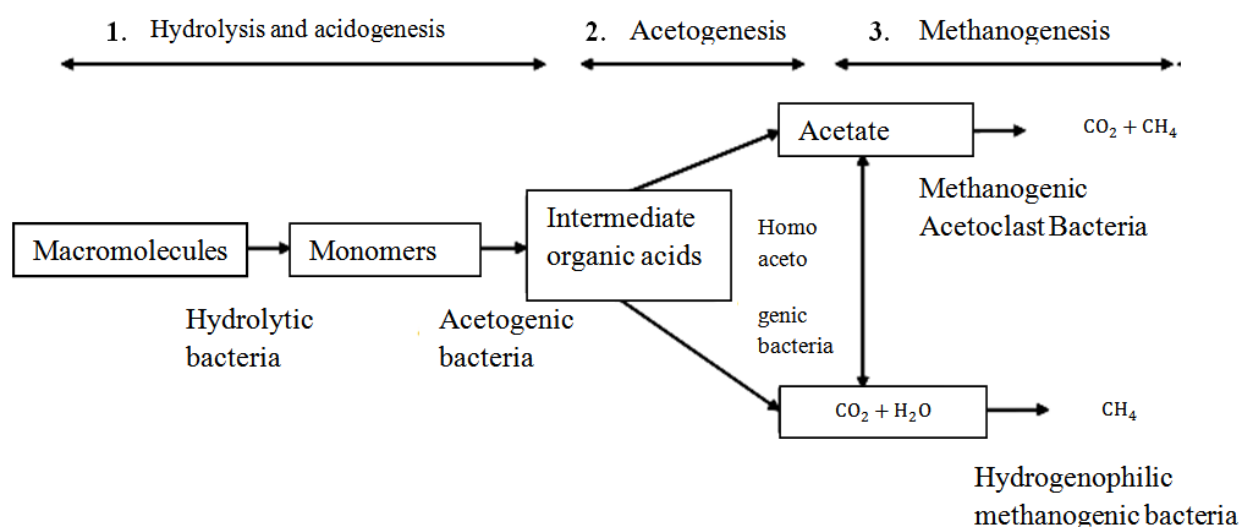 1. Hydrolysis and acidogenesis
2. Acetogenesis
3. Methanogenesis
Acetate
CO₂ + CH₄
Methanogenic
Acetoclast Bacteria
Macromolecules
Monomers
Intermediate
organic acids
Homo
aceto
genic
bacteria
Hydrolytic
bacteria
Acetogenic
bacteria
CO₂ + H₂O
CH₄
Hydrogenophilic
methanogenic bacteria